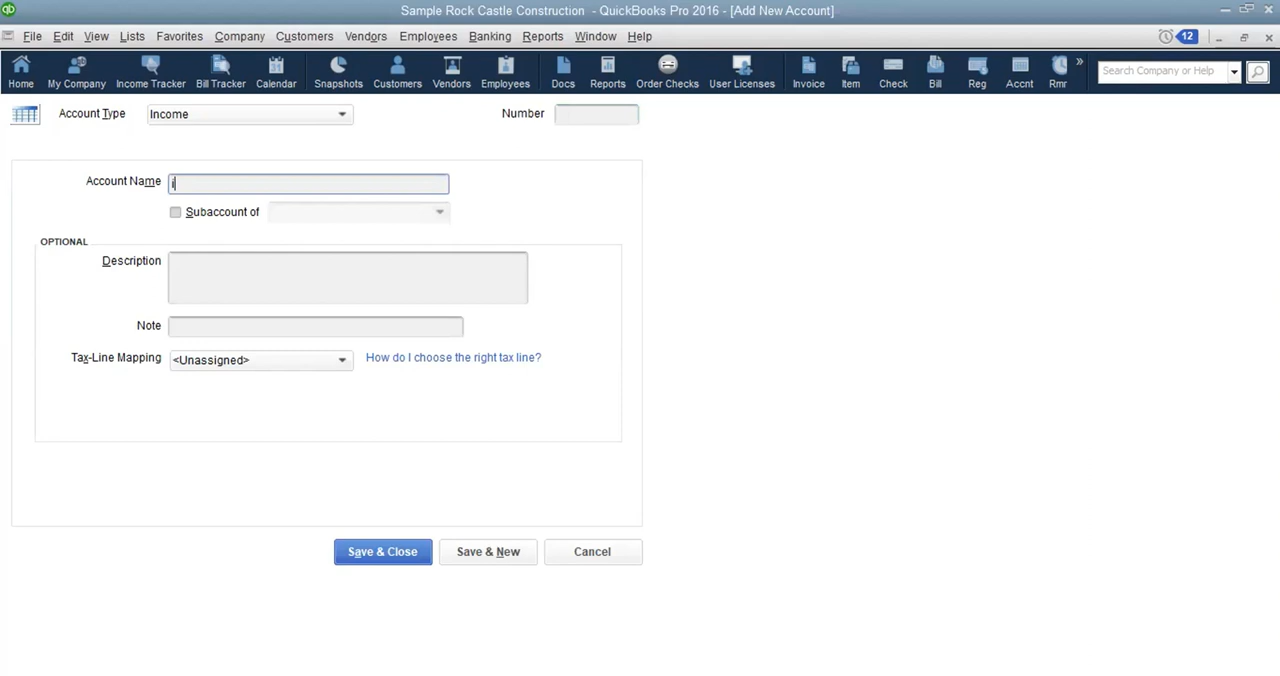 qb Sample Rock Castle Construction - QuickBooks Pro 2016 - [Add New Account]
File Edit View Lists Favorites Company Customers Vendors Employees Banking Reports Window Help 12
Home My Company Income Tracker Bill Tracker Calendar Snapshots Customers Vendors Employees Docs Reports Order Checks User Licenses Invoice Item Check Bill Reg Accnt Rmr » Search Company or Help
Account Type Income Number
Account Name i
Subaccount of
OPTIONAL
Description
Note
Tax-Line Mapping <Unassigned> How do I choose the right tax line?
Save & Close Save & New Cancel